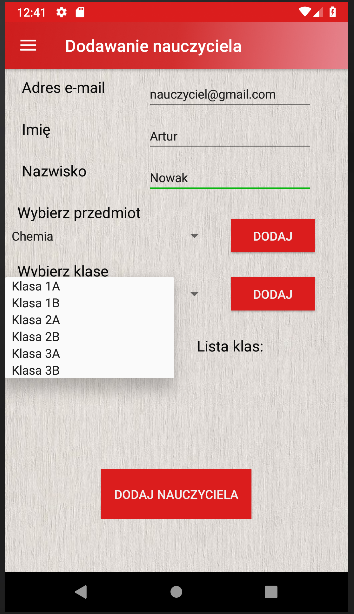 12:41
Dodawanie nauczyciela
Adres e-mail
nauczyciel@gmail.com
Imię
Artur
Nazwisko
Nowak
Wybierz przedmiot
Chemia
DODAJ
Wybierz klase
DODAJ
Klasa 1A
Klasa 1B
Klasa 2A
Klasa 2B
Klasa 3A
Klasa 3B
Lista klas:
DODAJ NAUCZYCIELA